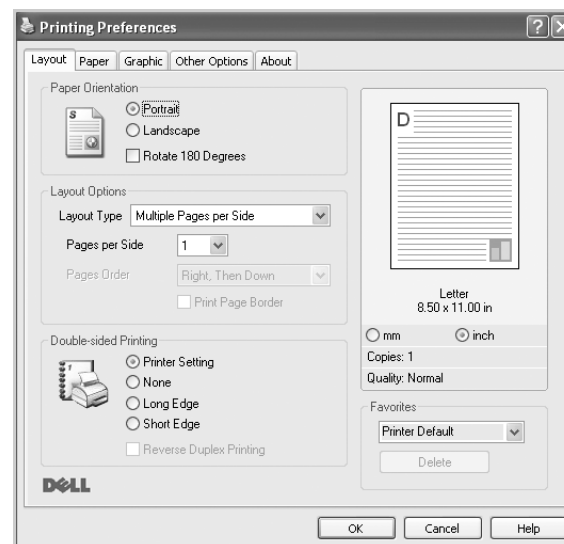 Printing Preferences
Layout Paper Graphic Other Options About
Paper Orientation
S
Portrait
Landscape
Rotate 180 Degrees
Layout Options
Layout Type Multiple Pages per Side
Pages per Side 1
Pages Order Right, Then Down
Print Page Border
Double-sided Printing
Printer Setting
None
Long Edge
Short Edge
Reverse Duplex Printing
DELL
D
Letter
8.50 x 11.00 in
mm inch
Copies: 1
Quality: Normal
Favorites
Printer Default
Delete
OK Cancel Help